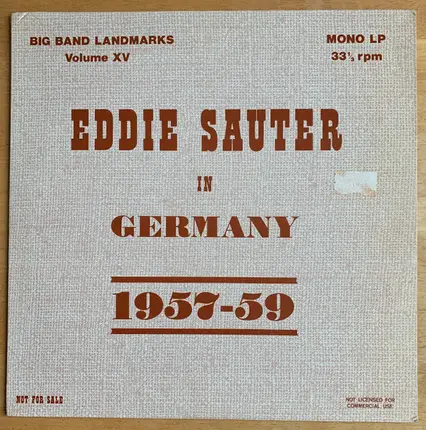 BIG BAND LANDMARKS
Volume XV
MONO LP
33⅓ rpm
EDDIE SAUTER
IN
GERMANY
1957-59
NOT FOR SALE
NOT LICENSED FOR
COMMERCIAL USE